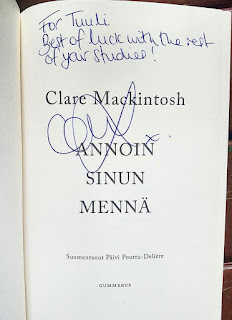 For Tuuli
Best of luck with the rest
of your studies!
Clare Mackintosh
x.
ANNOIN
SINUN
MENNÄ
Suomentanut Päivi Pouttu-Delière
GUMMERUS